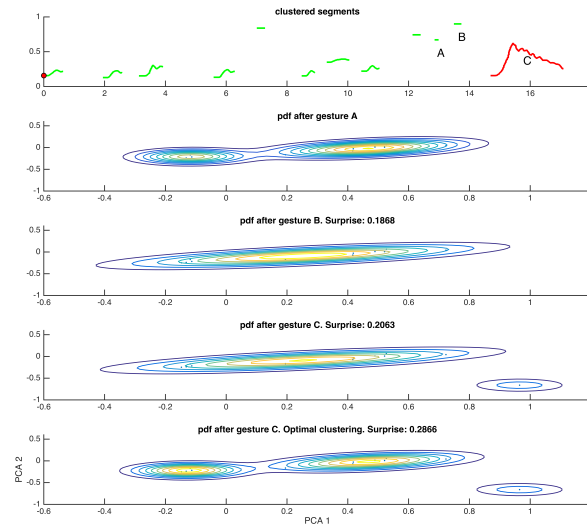 clustered segments
1
0.5
0
A
B
C
0 2 4 6 8 10 12 14 16
pdf after gesture A
0.5
0
-0.5
-1
-0.6 -0.4 -0.2 0 0.2 0.4 0.6 0.8 1
pdf after gesture B. Surprise: 0.1868
0.5
0
-0.5
-1
-0.6 -0.4 -0.2 0 0.2 0.4 0.6 0.8 1
pdf after gesture C. Surprise: 0.2063
0.5
0
-0.5
-1
-0.6 -0.4 -0.2 0 0.2 0.4 0.6 0.8 1
pdf after gesture C. Optimal clustering. Surprise: 0.2866
PCA 2
0.5
0
-0.5
-1
-0.6 -0.4 -0.2 0 0.2 0.4 0.6 0.8 1
PCA 1